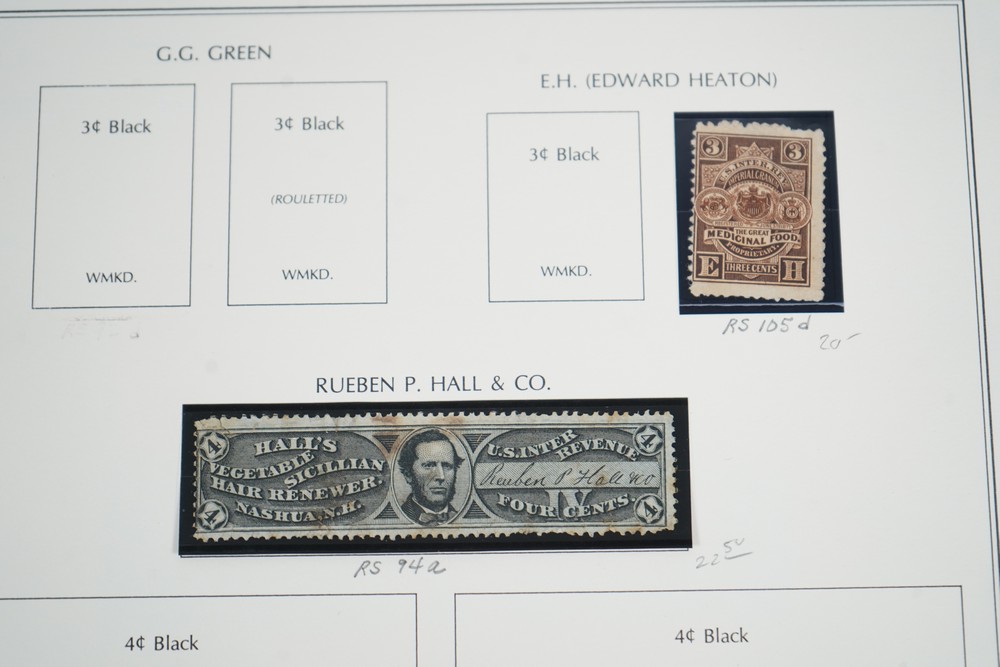 G.G. GREEN
3¢ Black
WMKD.
3¢ Black
(ROULETTED)
WMKD.
E.H. (EDWARD HEATON)
3¢ Black
WMKD.
3 3
U.S. INTER. REV.
IMPERIAL GRANUM
THE GREAT
MEDICINAL FOOD.
PROPRIETARY.
E THREE CENTS H
RS 105d
20-
RUEBEN P. HALL & CO.
4 4
HALL'S
VEGETABLE
SICILLIAN
HAIR RENEWER.
NASHUA, N.H.
U.S. INTER
REVENUE
Reuben P Hall & Co
IV
FOUR CENTS.
4 4
RS 94a
22 50
4¢ Black
4¢ Black